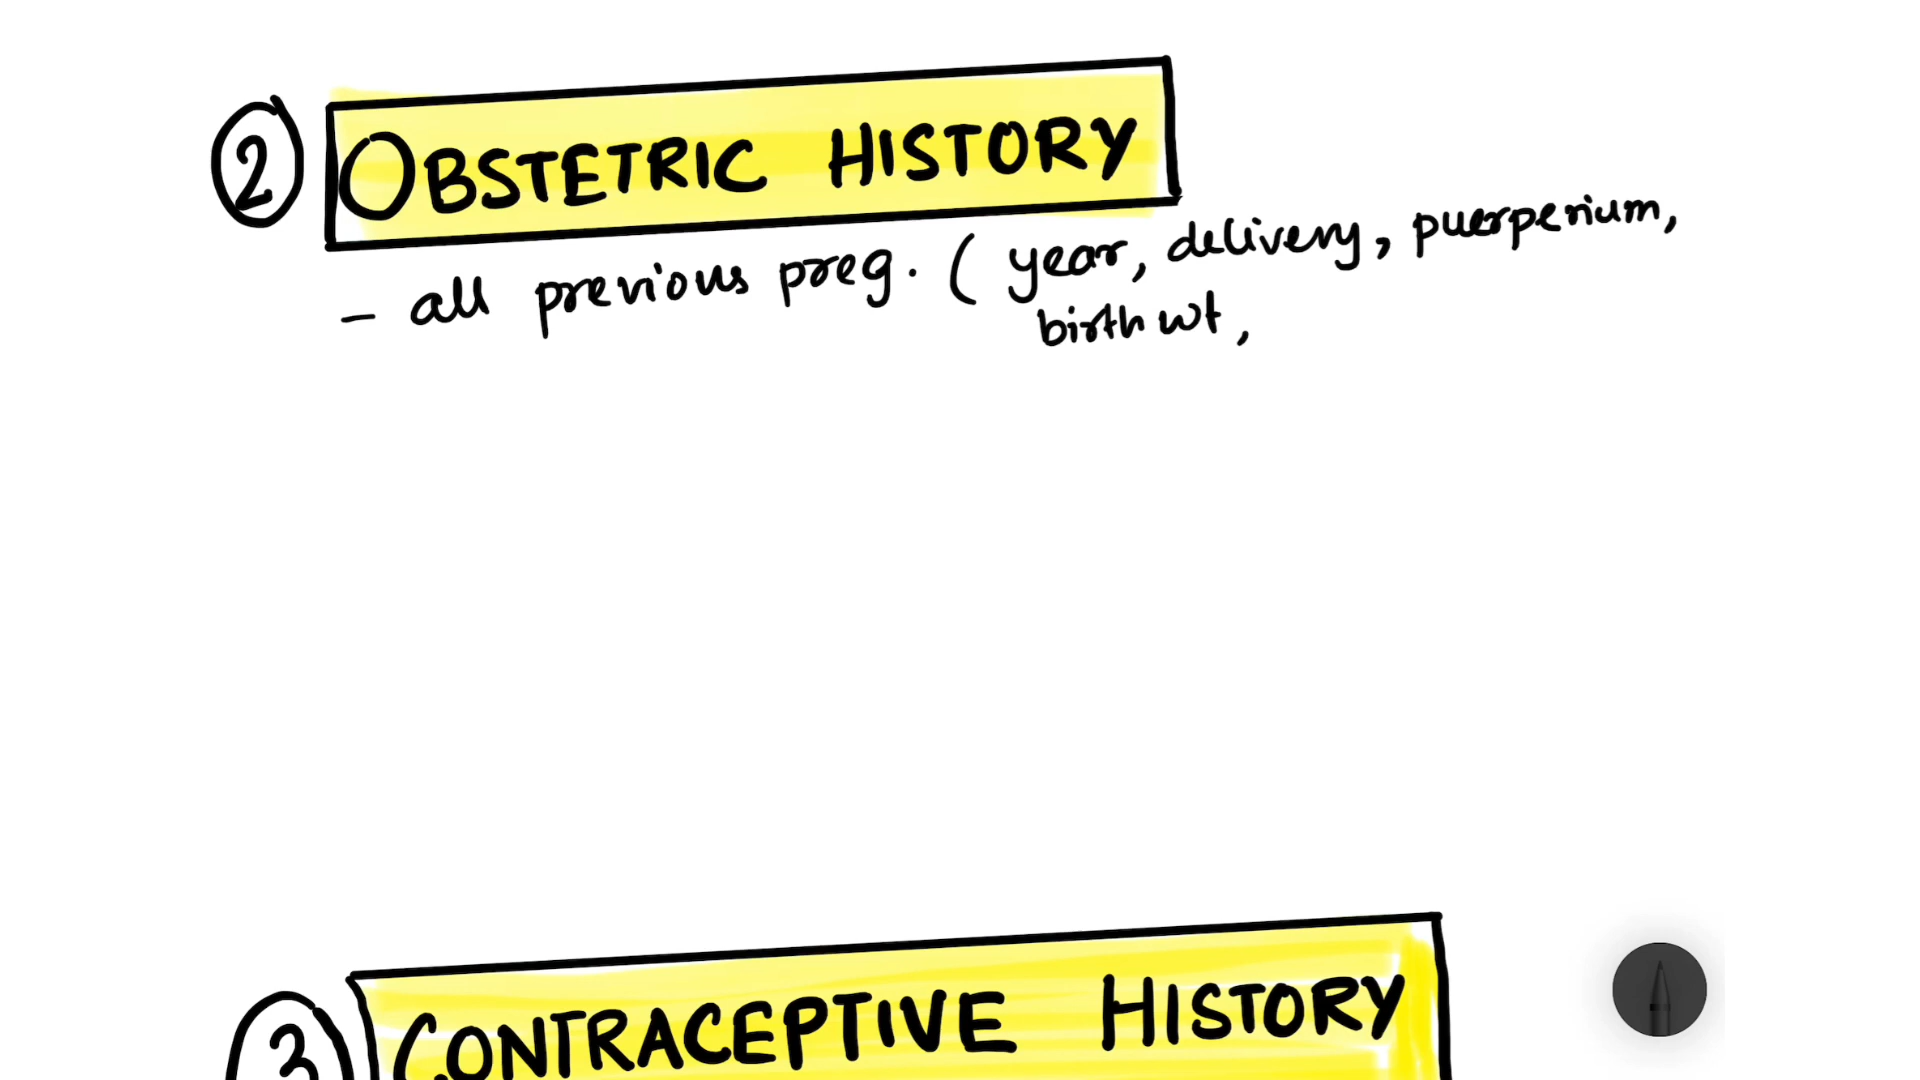 2 OBSTETRIC HISTORY
- all previous preg. ( year, delivery, puerperium,
birth wt,
3 CONTRACEPTIVE HISTORY